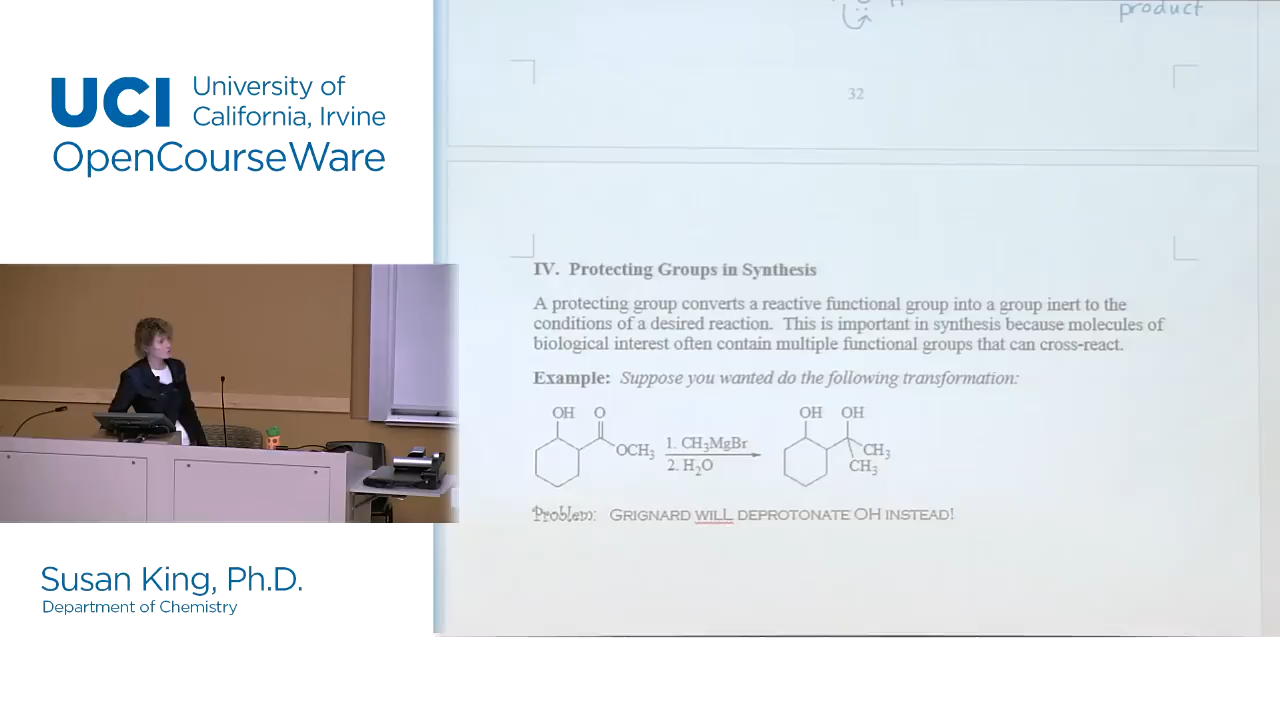 UCI University of
California, Irvine
OpenCourseWare
Susan King, Ph.D.
Department of Chemistry
product
32
IV. Protecting Groups in Synthesis
A protecting group converts a reactive functional group into a group inert to the
conditions of a desired reaction. This is important in synthesis because molecules of
biological interest often contain multiple functional groups that can cross-react.
Example: Suppose you wanted do the following transformation:
OH O
OCH3
1. CH3MgBr
2. H2O
OH OH
CH3
CH3
Problem: GRIGNARD WILL DEPROTONATE OH INSTEAD!